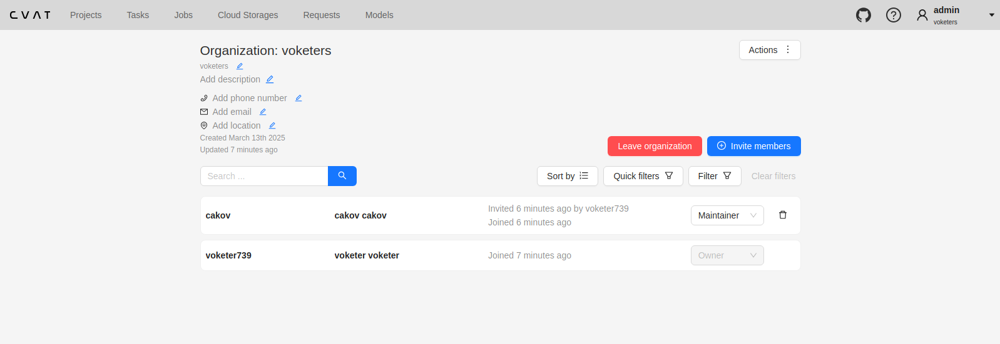 CVAT Projects Tasks Jobs Cloud Storages Requests Models admin
voketers
Organization: voketers Actions
voketers
Add description
Add phone number
Add email
Add location
Created March 13th 2025
Updated 7 minutes ago
Leave organization Invite members
Search ... Sort by Quick filters Filter Clear filters
cakov cakov cakov Invited 6 minutes ago by voketer739
Joined 6 minutes ago Maintainer
voketer739 voketer voketer Joined 7 minutes ago Owner